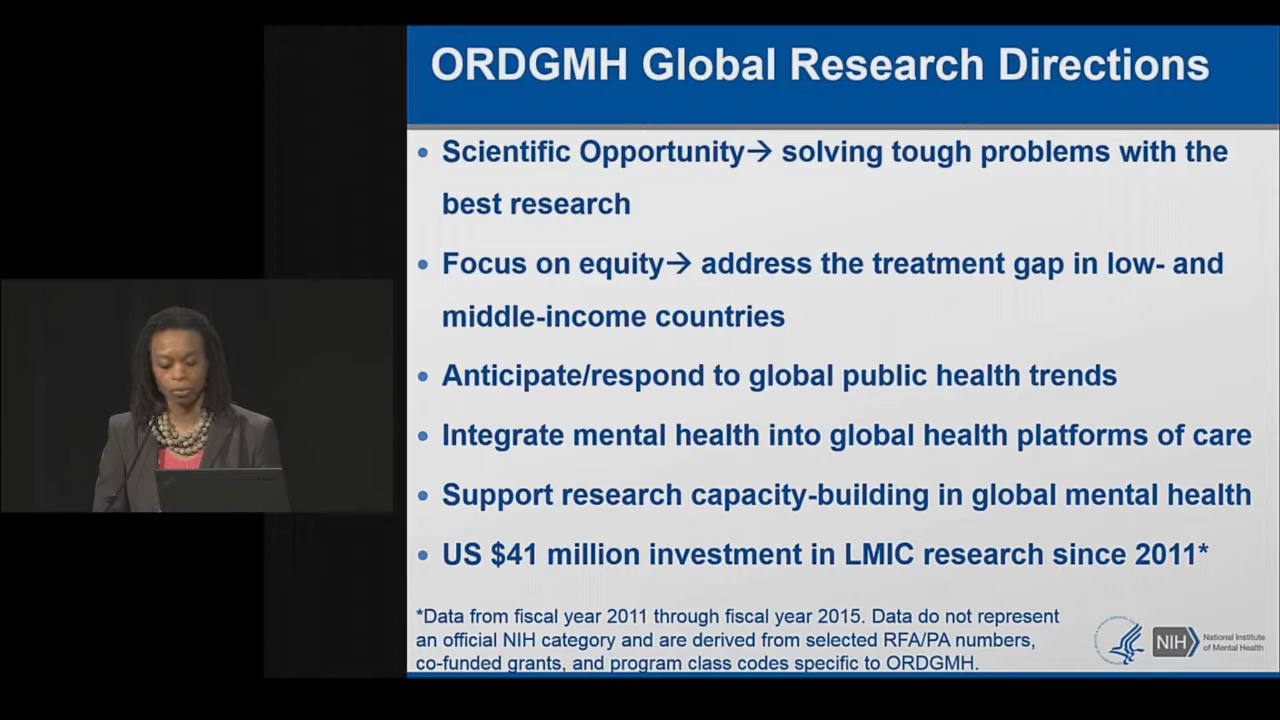 ORDGMH Global Research Directions
• Scientific Opportunity→ solving tough problems with the
best research
• Focus on equity→ address the treatment gap in low- and
middle-income countries
• Anticipate/respond to global public health trends
• Integrate mental health into global health platforms of care
• Support research capacity-building in global mental health
• US $41 million investment in LMIC research since 2011*
*Data from fiscal year 2011 through fiscal year 2015. Data do not represent
an official NIH category and are derived from selected RFA/PA numbers,
co-funded grants, and program class codes specific to ORDGMH.
NIH
National Institute
of Mental Health